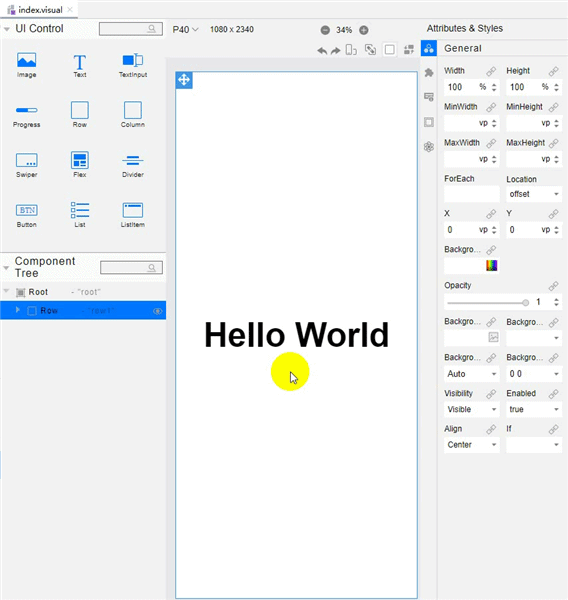 index.visual
UI Control
Image
Text
TextInput
Progress
Row
Column
Swiper
Flex
Divider
BTN
Button
List
ListItem
Component
Tree
Root - "root"
Row - "row1"
P40
1080 x 2340
34%
Hello World
Attributes & Styles
General
Width
Height
100 %
100 %
MinWidth
MinHeight
vp
vp
MaxWidth
MaxHeight
vp
vp
ForEach
Location
offset
X
Y
0 vp
0 vp
Backgro...
Opacity
1
Backgro...
Backgro...
Backgro...
Backgro...
Auto
0 0
Visibility
Enabled
Visible
true
Align
If
Center